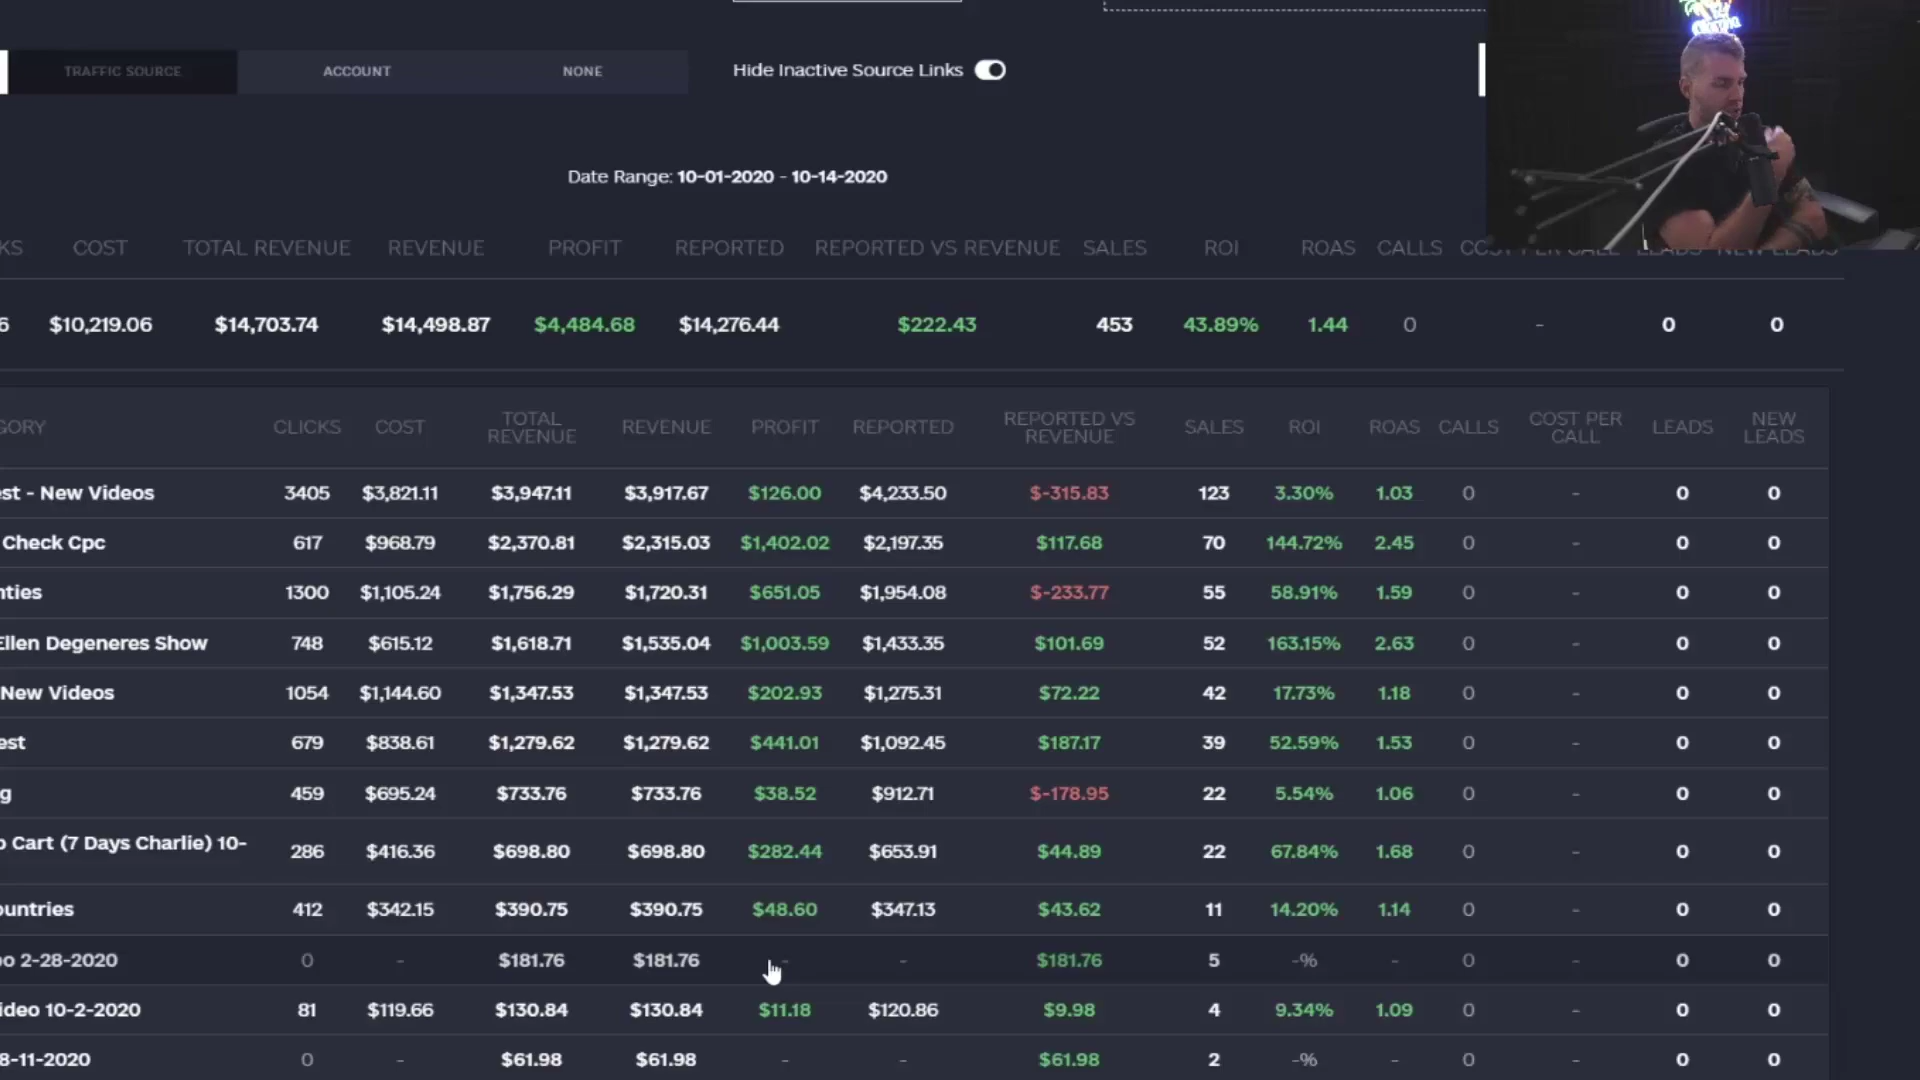 TRAFFIC SOURCE ACCOUNT NONE Hide Inactive Source Links
Date Range: 10-01-2020 - 10-14-2020
KS COST TOTAL REVENUE REVENUE PROFIT REPORTED REPORTED VS REVENUE SALES ROI ROAS CALLS COST PER CALL LEADS NEW LEADS
6 $10,219.06 $14,703.74 $14,498.87 $4,484.68 $14,276.44 $222.43 453 43.89% 1.44 0 - 0 0
GORY CLICKS COST TOTAL REVENUE REVENUE PROFIT REPORTED REPORTED VS REVENUE SALES ROI ROAS CALLS COST PER CALL LEADS NEW LEADS
est - New Videos 3405 $3,821.11 $3,947.11 $3,917.67 $126.00 $4,233.50 $-315.83 123 3.30% 1.03 0 - 0 0
Check Cpc 617 $968.79 $2,370.81 $2,315.03 $1,402.02 $2,197.35 $117.68 70 144.72% 2.45 0 - 0 0
nties 1300 $1,105.24 $1,756.29 $1,720.31 $651.05 $1,954.08 $-233.77 55 58.91% 1.59 0 - 0 0
Ellen Degeneres Show 748 $615.12 $1,618.71 $1,535.04 $1,003.59 $1,433.35 $101.69 52 163.15% 2.63 0 - 0 0
New Videos 1054 $1,144.60 $1,347.53 $1,347.53 $202.93 $1,275.31 $72.22 42 17.73% 1.18 0 - 0 0
est 679 $838.61 $1,279.62 $1,279.62 $441.01 $1,092.45 $187.17 39 52.59% 1.53 0 - 0 0
g 459 $695.24 $733.76 $733.76 $38.52 $912.71 $-178.95 22 5.54% 1.06 0 - 0 0
o Cart (7 Days Charlie) 10- 286 $416.36 $698.80 $698.80 $282.44 $653.91 $44.89 22 67.84% 1.68 0 - 0 0
ountries 412 $342.15 $390.75 $390.75 $48.60 $347.13 $43.62 11 14.20% 1.14 0 - 0 0
oo 2-28-2020 0 - $181.76 $181.76 - - $181.76 5 -% - 0 - 0 0
ideo 10-2-2020 81 $119.66 $130.84 $130.84 $11.18 $120.86 $9.98 4 9.34% 1.09 0 - 0 0
8-11-2020 0 - $61.98 $61.98 - - $61.98 2 -% - 0 - 0 0